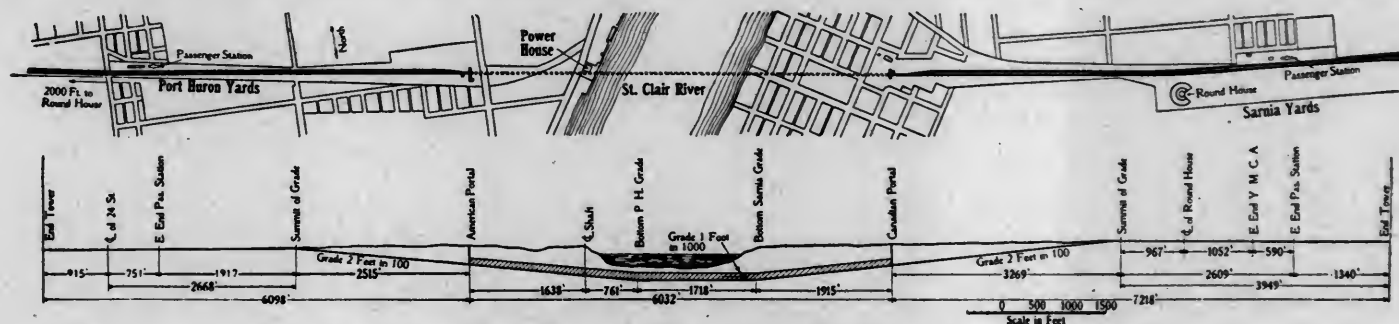 Passenger Station
North
Power
House
2000 Ft. to
Round House
Port Huron Yards
St. Clair River
Passenger Station
Round House
Sarnia Yards
End Tower
℄ of 24 St.
E. End Pas. Station
Summit of Grade
American Portal
℄ Shaft
Bottom P. H. Grade
Bottom Sarnia Grade
Canadian Portal
Summit of Grade
℄ of Round House
E. End Y M C A
E. End Pas. Station
End Tower
Grade 2 Feet in 100
Grade 1 Foot
in 1000
Grade 2 Feet in 100
915' 751' 1917 2515' 3269' 967' 1052' 590'
2668' 1638' 761' 1718' 1915' 2609' 1340'
3949'
6098' 6032' 7218'
0 500 1000 1500
Scale in Feet